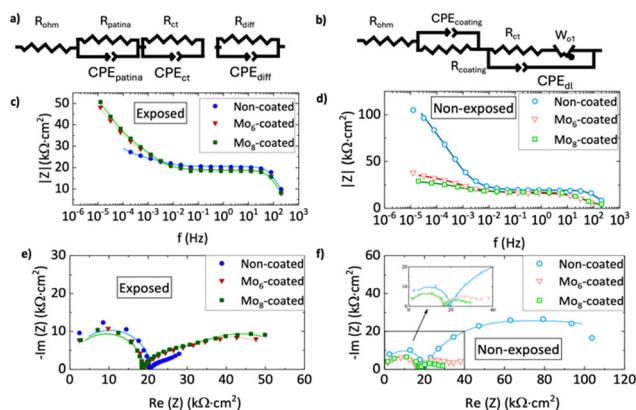 a)
R_ohm
R_patina
R_ct
R_diff
CPE_patina
CPE_ct
CPE_diff
b)
R_ohm
CPE_coating
R_ct
W_o1
R_coating
CPE_dl
c)
Exposed
Non-coated
Mo₆-coated
Mo₈-coated
|Z| (kΩ·cm²)
50
40
30
20
10
10⁻⁶ 10⁻⁵ 10⁻⁴ 10⁻³ 10⁻² 10⁻¹ 10⁰ 10¹ 10² 10³
f (Hz)
d)
Non-exposed
Non-coated
Mo₆-coated
Mo₈-coated
|Z| (kΩ·cm²)
100
50
0
10⁻⁶ 10⁻⁵ 10⁻⁴ 10⁻³ 10⁻² 10⁻¹ 10⁰ 10¹ 10² 10³
f (Hz)
e)
Exposed
Non-coated
Mo₆-coated
Mo₈-coated
-Im (Z) (kΩ·cm²)
30
20
10
0
0 10 20 30 40 50 60
Re (Z) (kΩ·cm²)
f)
Non-coated
Mo₆-coated
Mo₈-coated
20
10
0
0 20 40
Non-exposed
-Im (Z) (kΩ·cm²)
60
40
20
0
0 20 40 60 80 100 120
Re (Z) (kΩ·cm²)